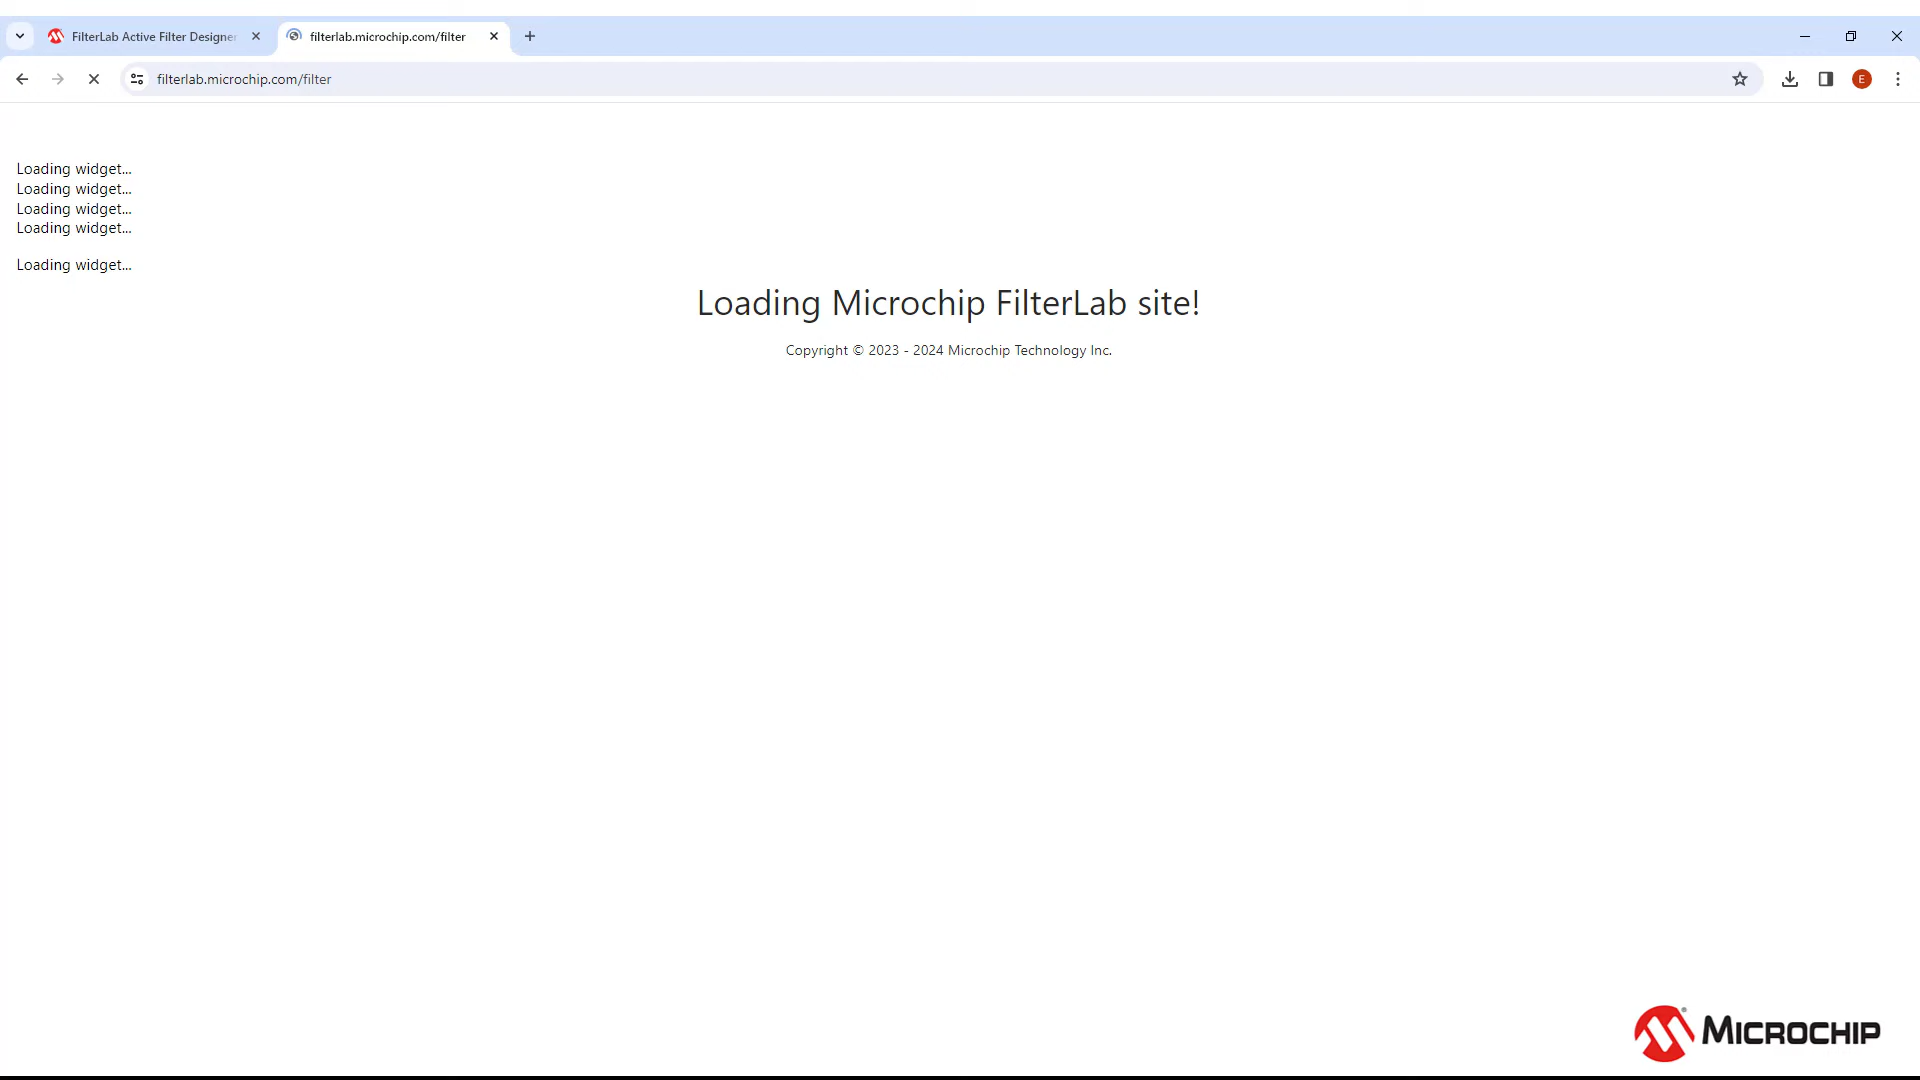 FilterLab Active Filter Designer
filterlab.microchip.com/filter
filterlab.microchip.com/filter
E
Loading widget...
Loading widget...
Loading widget...
Loading widget...
Loading widget...
Loading Microchip FilterLab site!
Copyright © 2023 - 2024 Microchip Technology Inc.
MICROCHIP